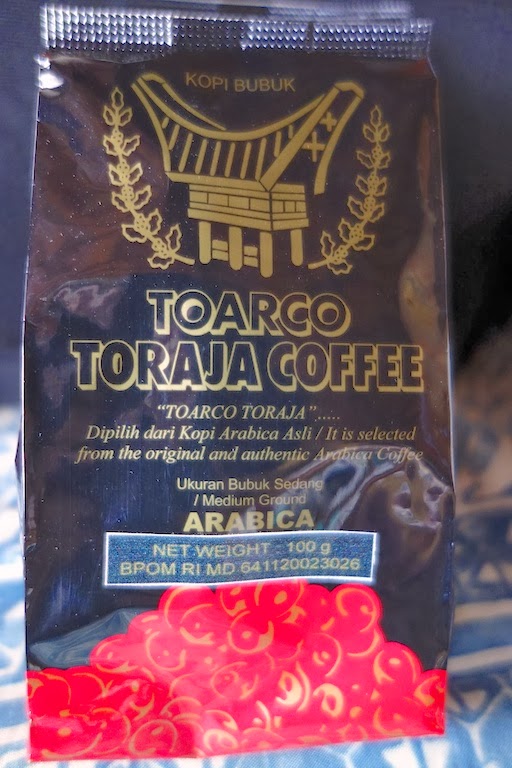 KOPI BUBUK
TOARCO
TORAJA COFFEE
"TOARCO TORAJA".....
Dipilih dari Kopi Arabica Asli / It is selected
from the original and authentic Arabica Coffee
Ukuran Bubuk Sedang
/ Medium Ground
ARABICA
NET WEIGHT : 100 g
BPOM RI MD 641120023026